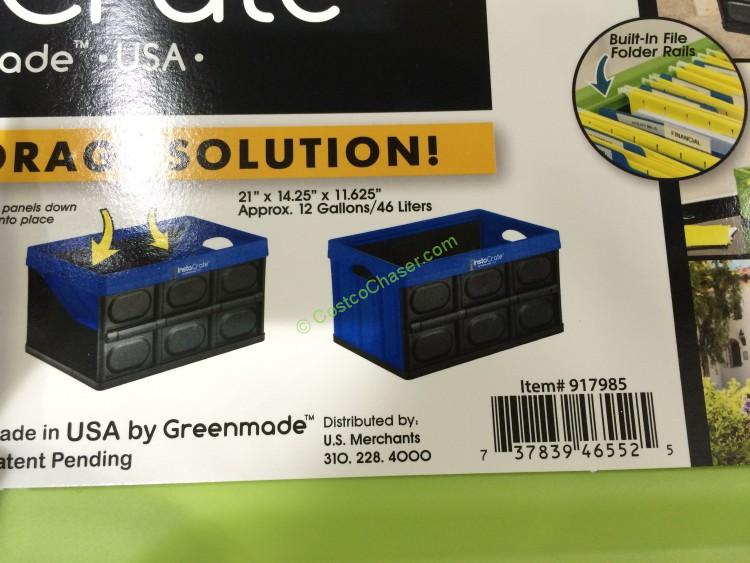 Crate
ade™ · USA ·
ORAGE SOLUTION!
Built-In File
Folder Rails
FINANCIAL
panels down
nto place
21" x 14.25" x 11.625"
Approx. 12 Gallons/46 Liters
InstaCrate
InstaCrate
© CostcoChaser.com
Item# 917985
ade in USA by Greenmade™
atent Pending
Distributed by:
U.S. Merchants
310. 228. 4000
7 37839 46552 5